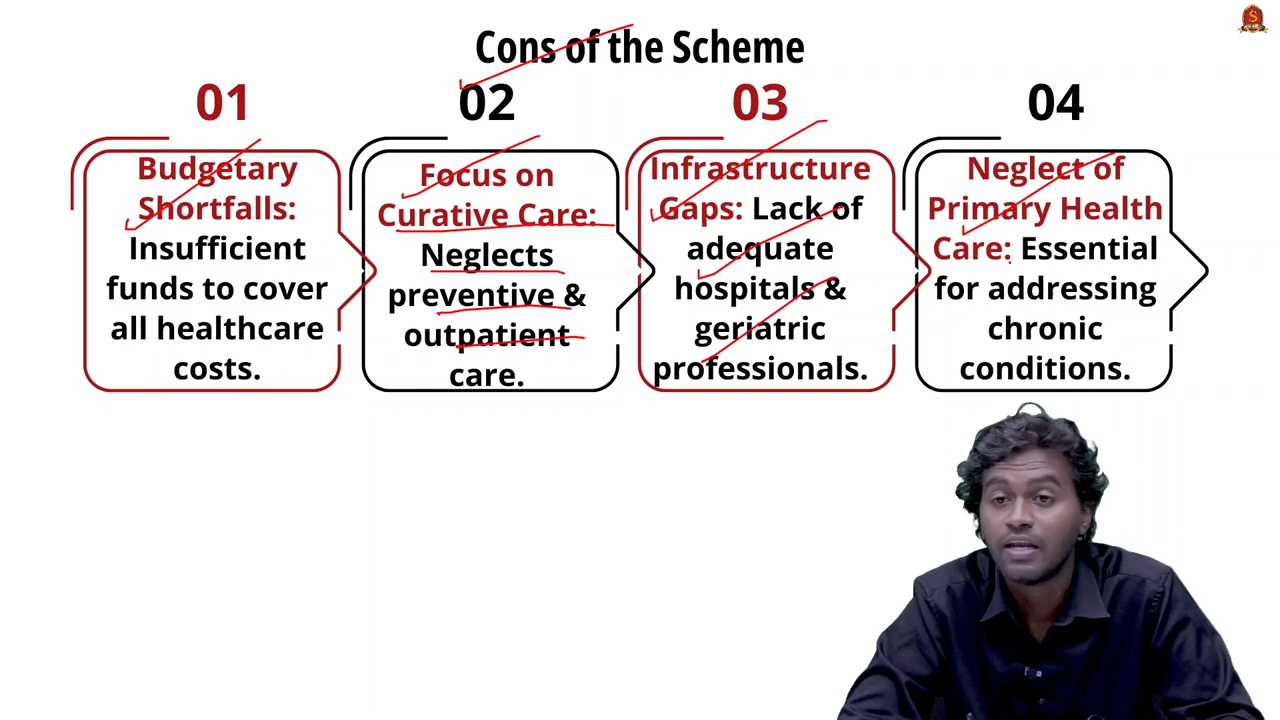 Cons of the Scheme
01
Budgetary
Shortfalls:
Insufficient
funds to cover
all healthcare
costs.
02
Focus on
Curative Care:
Neglects
preventive &
outpatient
care.
03
Infrastructure
Gaps: Lack of
adequate
hospitals &
geriatric
professionals.
04
Neglect of
Primary Health
Care: Essential
for addressing
chronic
conditions.